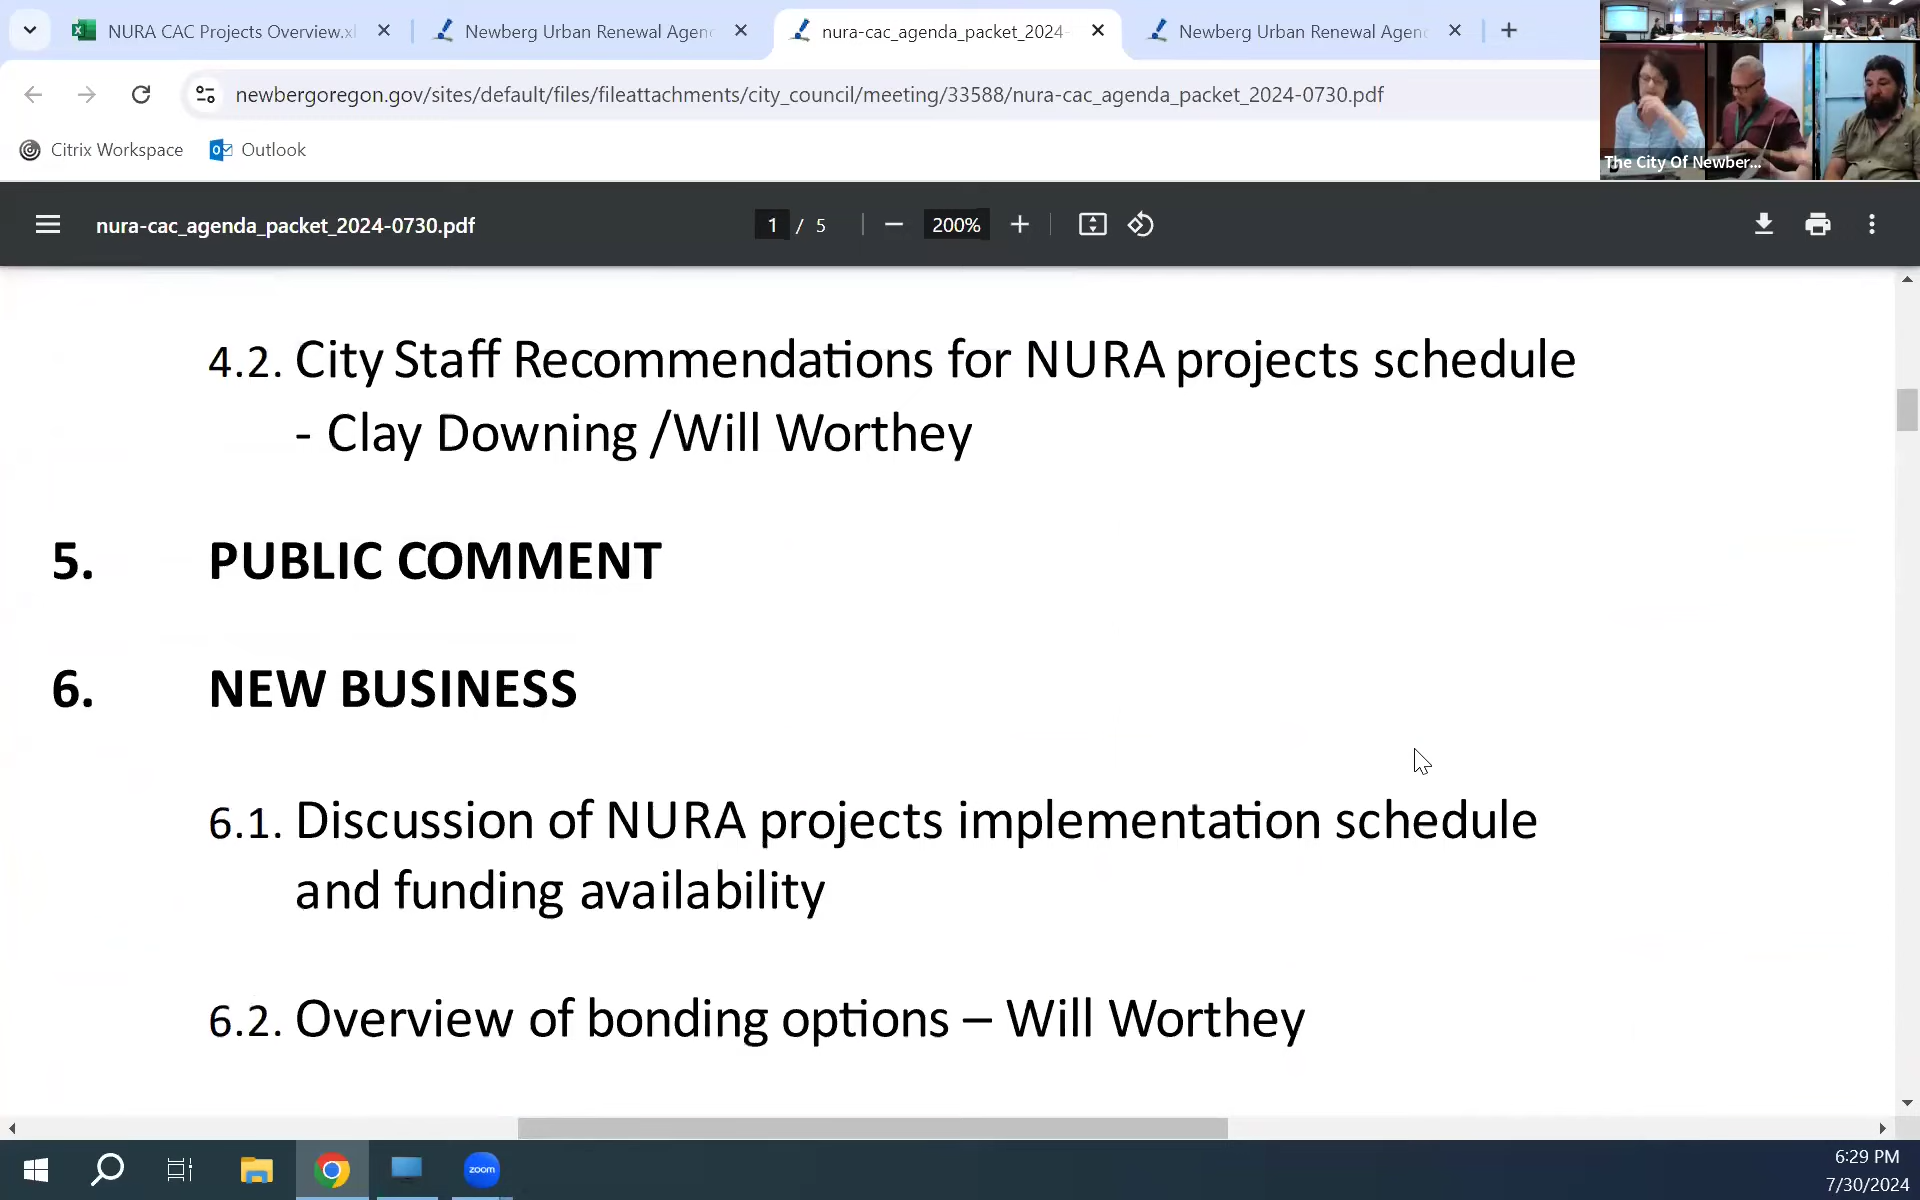 NURA CAC Projects Overview.xl
Newberg Urban Renewal Agenc
nura-cac_agenda_packet_2024-
Newberg Urban Renewal Agenc
newbergoregon.gov/sites/default/files/fileattachments/city_council/meeting/33588/nura-cac_agenda_packet_2024-0730.pdf
Citrix Workspace
Outlook
The City Of Newber...
nura-cac_agenda_packet_2024-0730.pdf
1 / 5
200%
4.2. City Staff Recommendations for NURA projects schedule
- Clay Downing /Will Worthey
5. PUBLIC COMMENT
6. NEW BUSINESS
6.1. Discussion of NURA projects implementation schedule
and funding availability
6.2. Overview of bonding options – Will Worthey
zoom
6:29 PM
7/30/2024